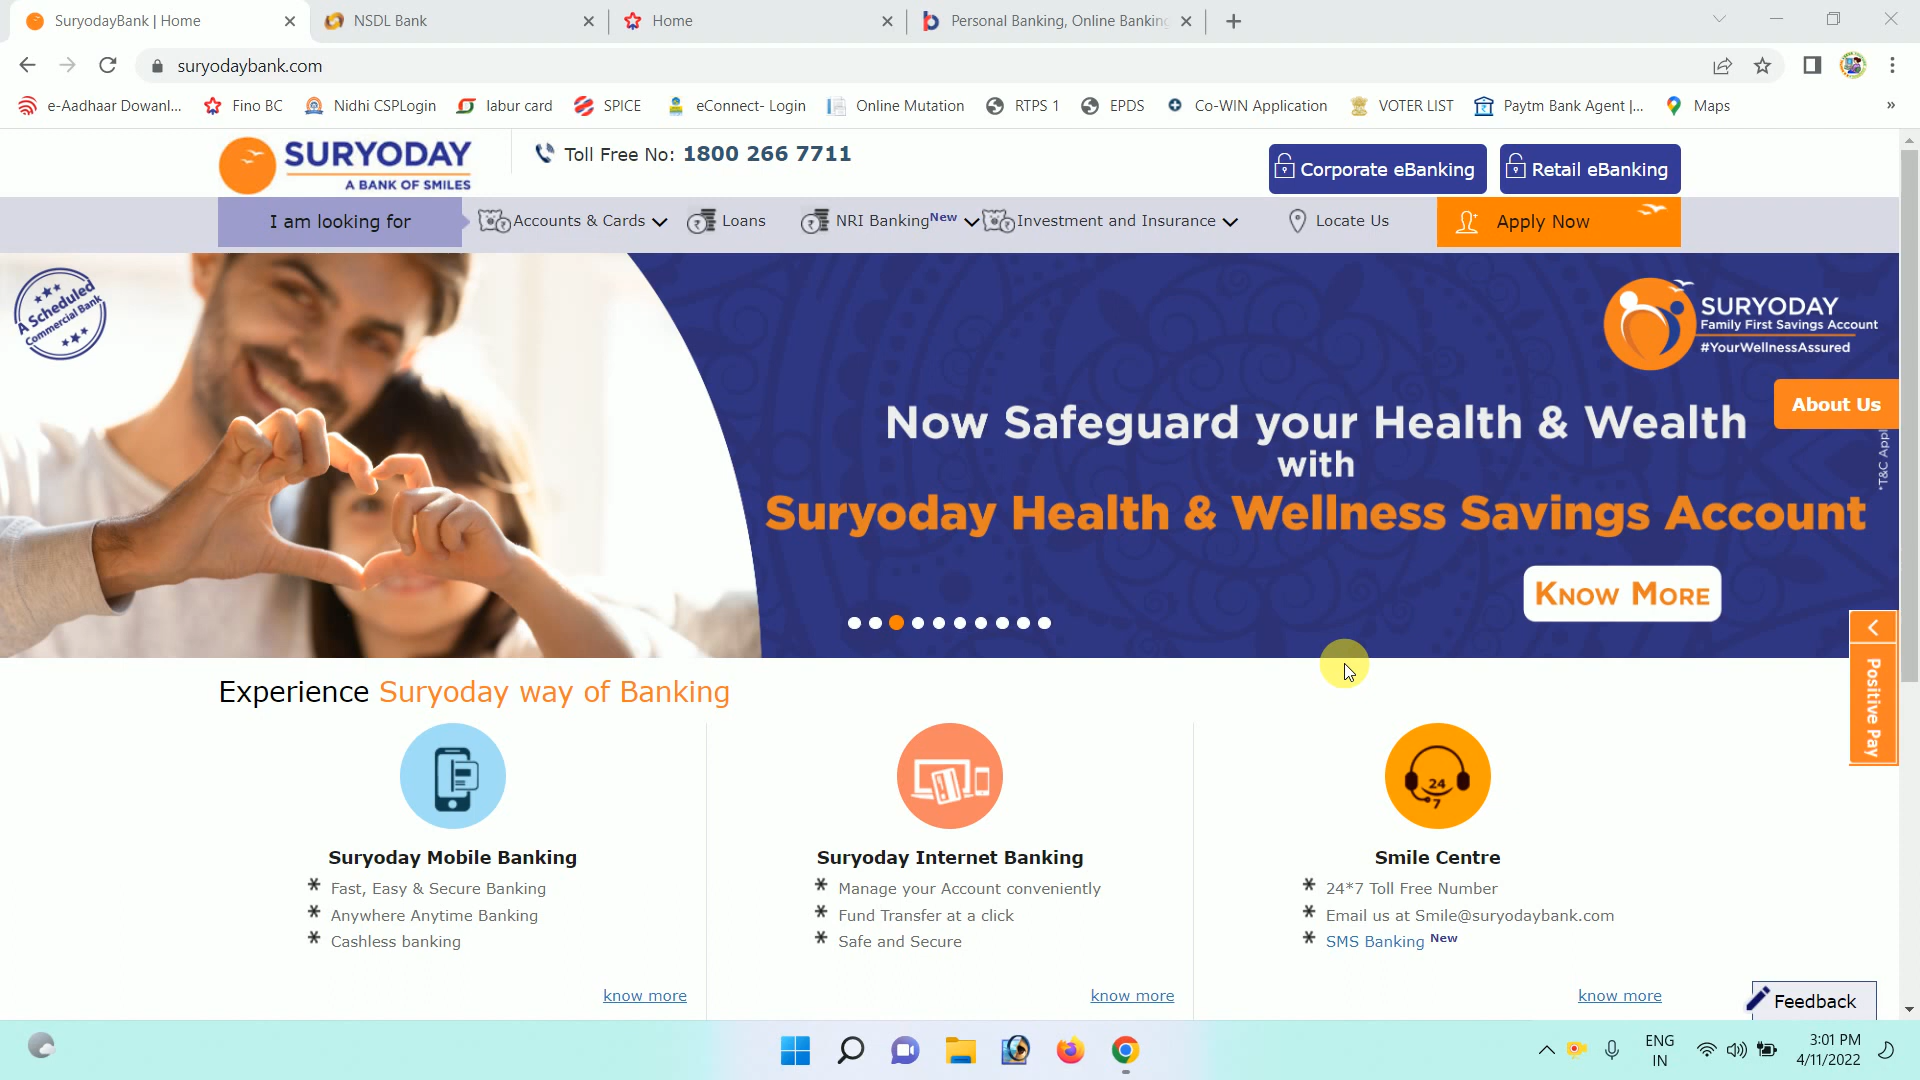 SuryodayBank | Home
NSDL Bank
Home
Personal Banking, Online Banking
suryodaybank.com
e-Aadhaar Dowanl...
Fino BC
Nidhi CSPLogin
labur card
SPICE
eConnect- Login
Online Mutation
RTPS 1
EPDS
Co-WIN Application
VOTER LIST
Paytm Bank Agent |...
Maps
»
SURYODAY
A BANK OF SMILES
Toll Free No: 1800 266 7711
Corporate eBanking
Retail eBanking
I am looking for
Accounts & Cards
Loans
NRI Banking New
Investment and Insurance
Locate Us
Apply Now
A Scheduled
Commercial Bank
SURYODAY
Family First Savings Account
#YourWellnessAssured
About Us
Now Safeguard your Health & Wealth
with
Suryoday Health & Wellness Savings Account
*T&C Appl
KNOW MORE
Positive Pay
Experience Suryoday way of Banking
24
7
Suryoday Mobile Banking
* Fast, Easy & Secure Banking
* Anywhere Anytime Banking
* Cashless banking
know more
Suryoday Internet Banking
* Manage your Account conveniently
* Fund Transfer at a click
* Safe and Secure
know more
Smile Centre
* 24*7 Toll Free Number
* Email us at Smile@suryodaybank.com
* SMS Banking New
know more
Feedback
ENG
IN
3:01 PM
4/11/2022